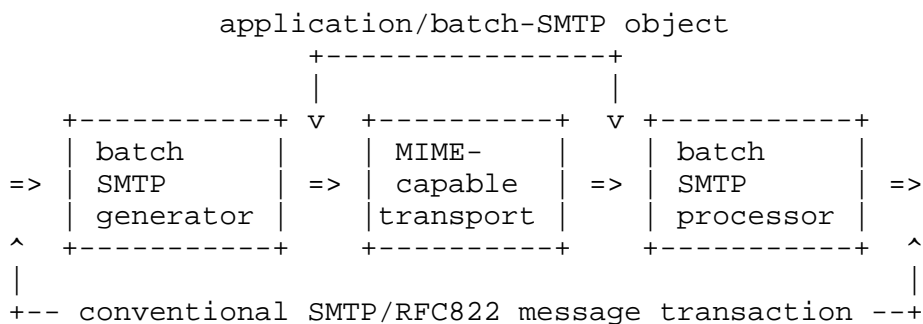 application/batch-SMTP object
+----------------+
|                |
+-----------+ v  +----------+  v +-----------+
| batch     |    | MIME-    |    | batch     |
=> | SMTP      | => | capable  | => | SMTP      | =>
| generator |    |transport |    | processor |
^  +-----------+    +----------+    +-----------+  ^
|                                                  |
+-- conventional SMTP/RFC822 message transaction --+